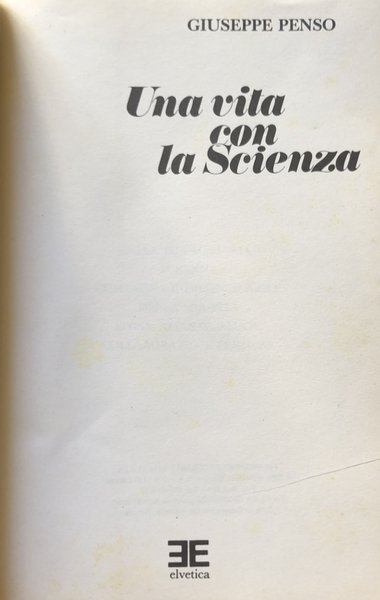 GIUSEPPE PENSO
Una vita
con
la Scienza
elvetica